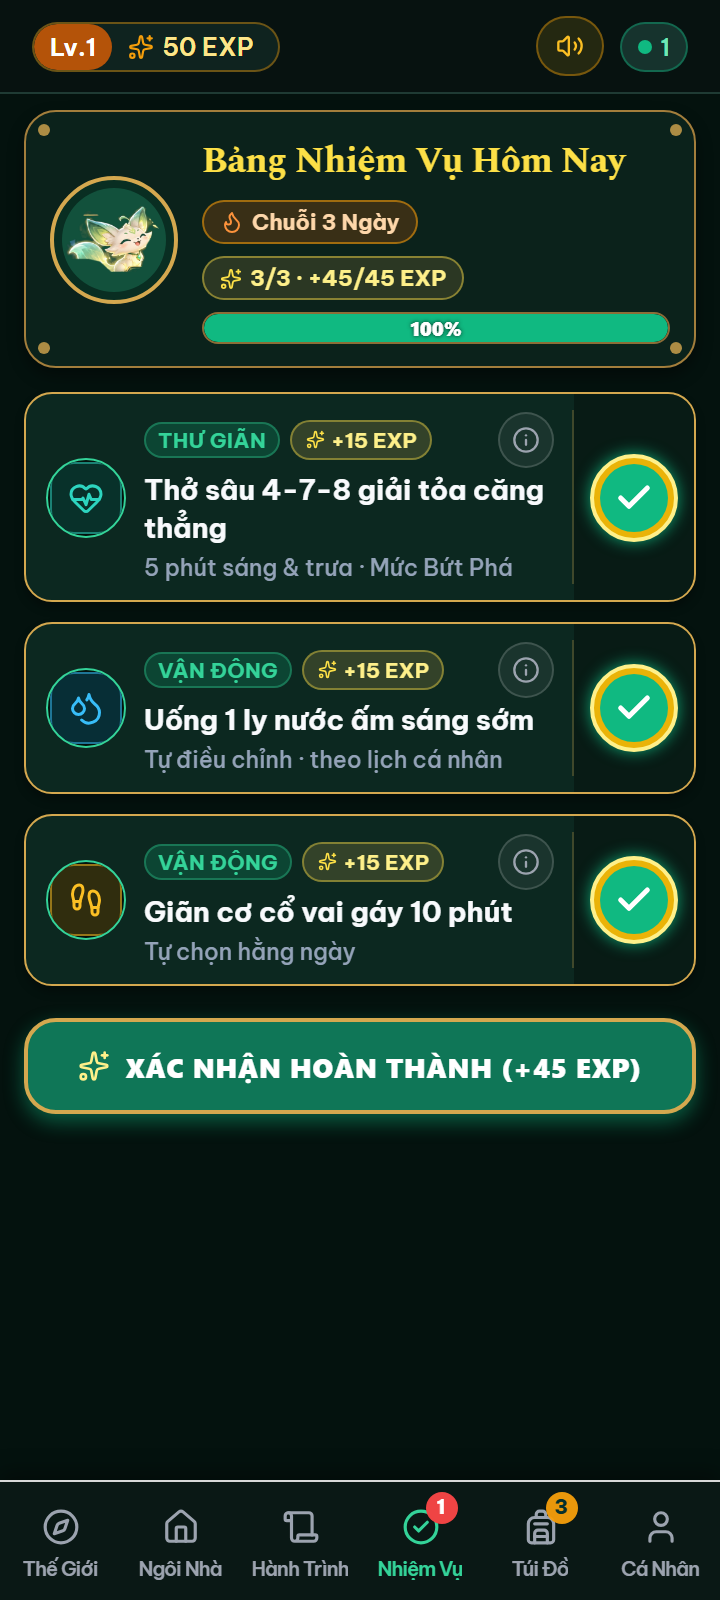 Lv.1 50 EXP
1
Bảng Nhiệm Vụ Hôm Nay
Chuỗi 3 Ngày
3/3 · +45/45 EXP
100%
THƯ GIÃN +15 EXP
Thở sâu 4-7-8 giải tỏa căng
thẳng
5 phút sáng & trưa · Mức Bứt Phá
VẬN ĐỘNG +15 EXP
Uống 1 ly nước ấm sáng sớm
Tự điều chỉnh · theo lịch cá nhân
VẬN ĐỘNG +15 EXP
Giãn cơ cổ vai gáy 10 phút
Tự chọn hằng ngày
XÁC NHẬN HOÀN THÀNH (+45 EXP)
1 3
Thế Giới Ngôi Nhà Hành Trình Nhiệm Vụ Túi Đồ Cá Nhân